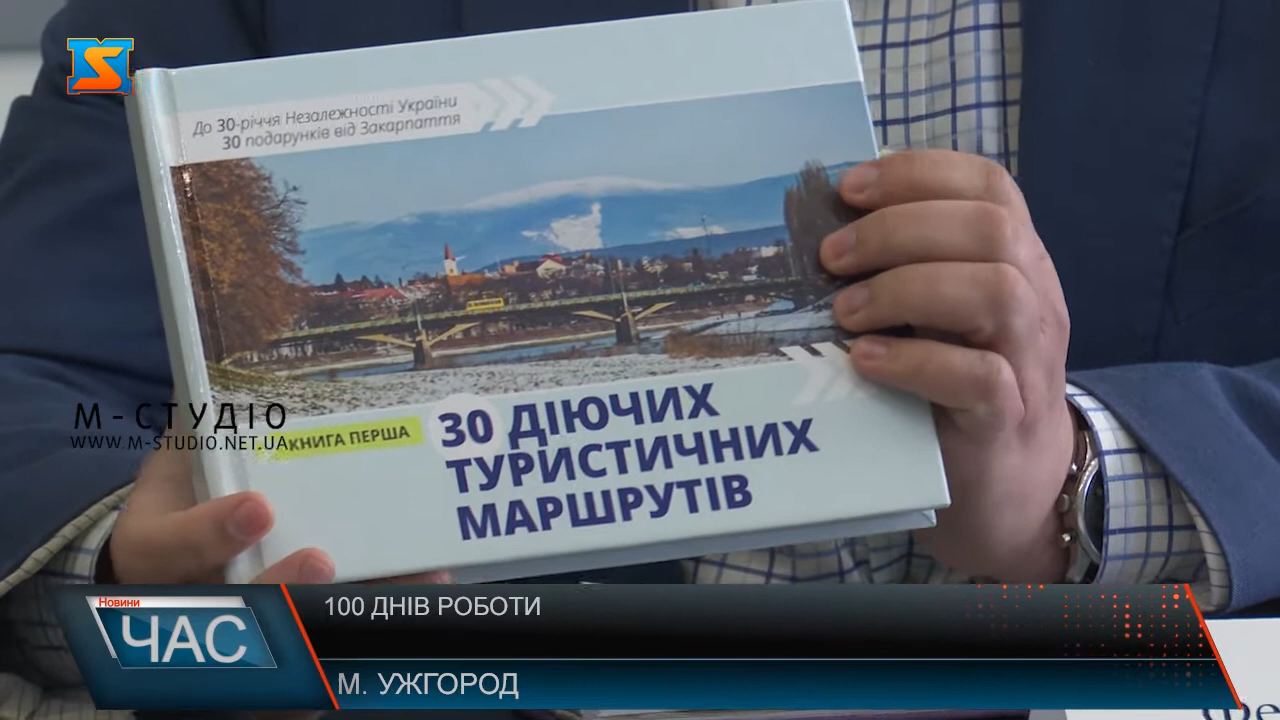 До 30-річчя Незалежності України
30 подарунків від Закарпаття
М-СТУДІО
WWW.M-STUDIO.NET.UA
КНИГА ПЕРША
30 ДІЮЧИХ
ТУРИСТИЧНИХ
МАРШРУТІВ
Новини
ЧАС
100 ДНІВ РОБОТИ
М. УЖГОРОД